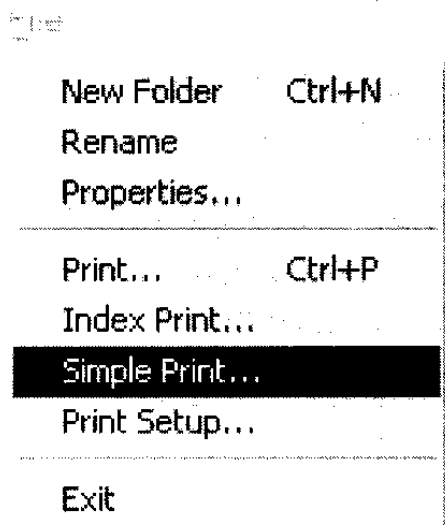 New Folder Ctrl+N
Rename
Properties...
Print... Ctrl+P
Index Print...
Simple Print...
Print Setup...
Exit